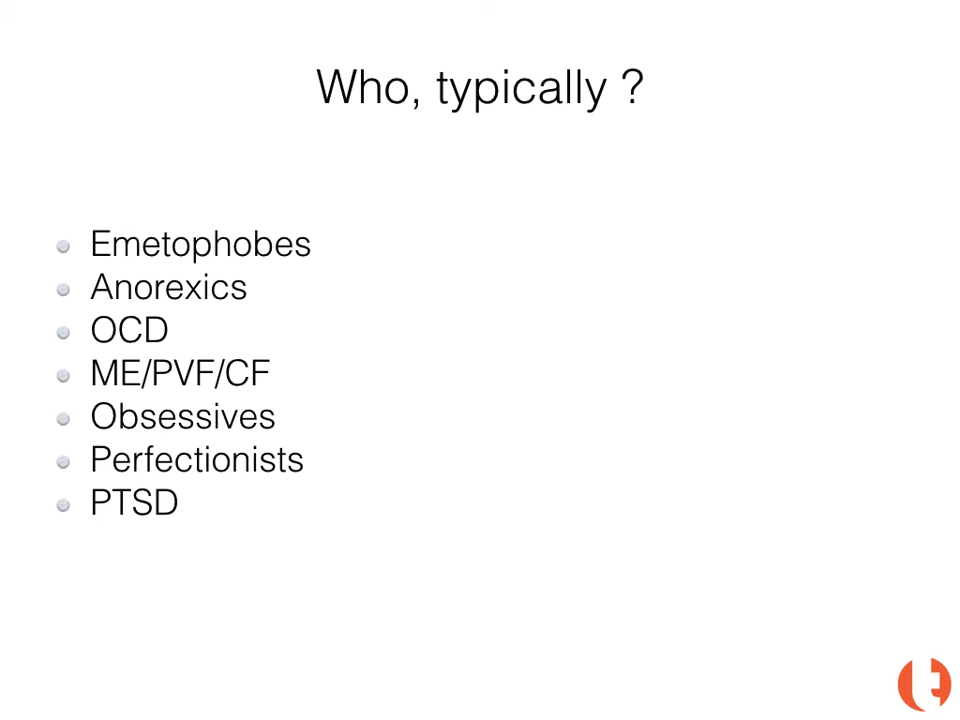 Who, typically ?
Emetophobes
Anorexics
OCD
ME/PVF/CF
Obsessives
Perfectionists
PTSD